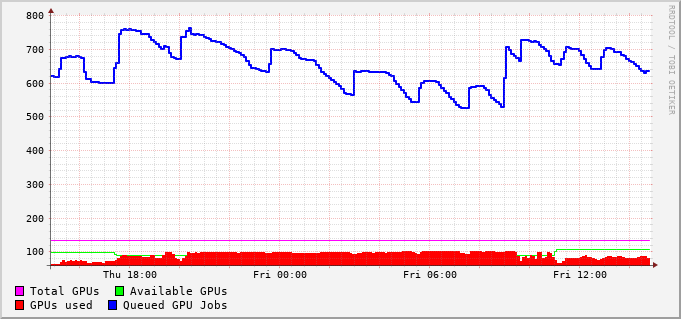 800
700
600
500
400
300
200
100
Thu 18:00 Fri 00:00 Fri 06:00 Fri 12:00
Total GPUs Available GPUs
GPUs used Queued GPU Jobs
RRDTOOL / TOBI OETIKER